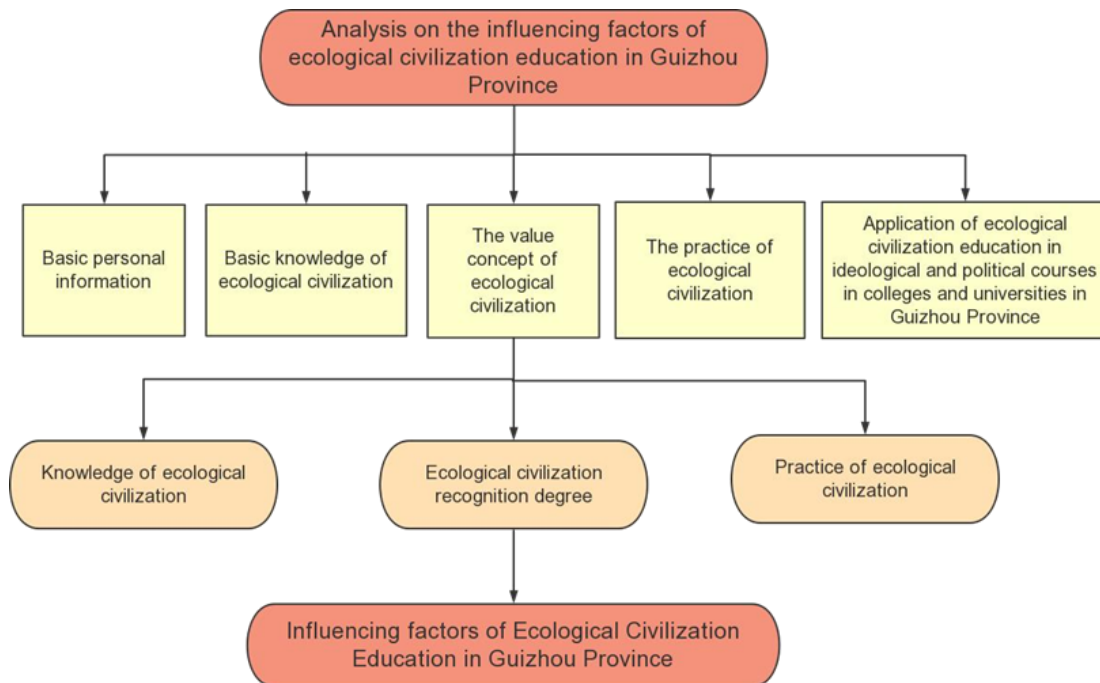 Analysis on the influencing factors of
ecological civilization education in Guizhou
Province
Basic personal
information
Basic knowledge of
ecological civilization
The value
concept of
ecological
civilization
The practice of
ecological
civilization
Application of ecological
civilization education in
ideological and political courses
in colleges and universities in
Guizhou Province
Knowledge of ecological
civilization
Ecological civilization
recognition degree
Practice of ecological
civilization
Influencing factors of Ecological Civilization
Education in Guizhou Province